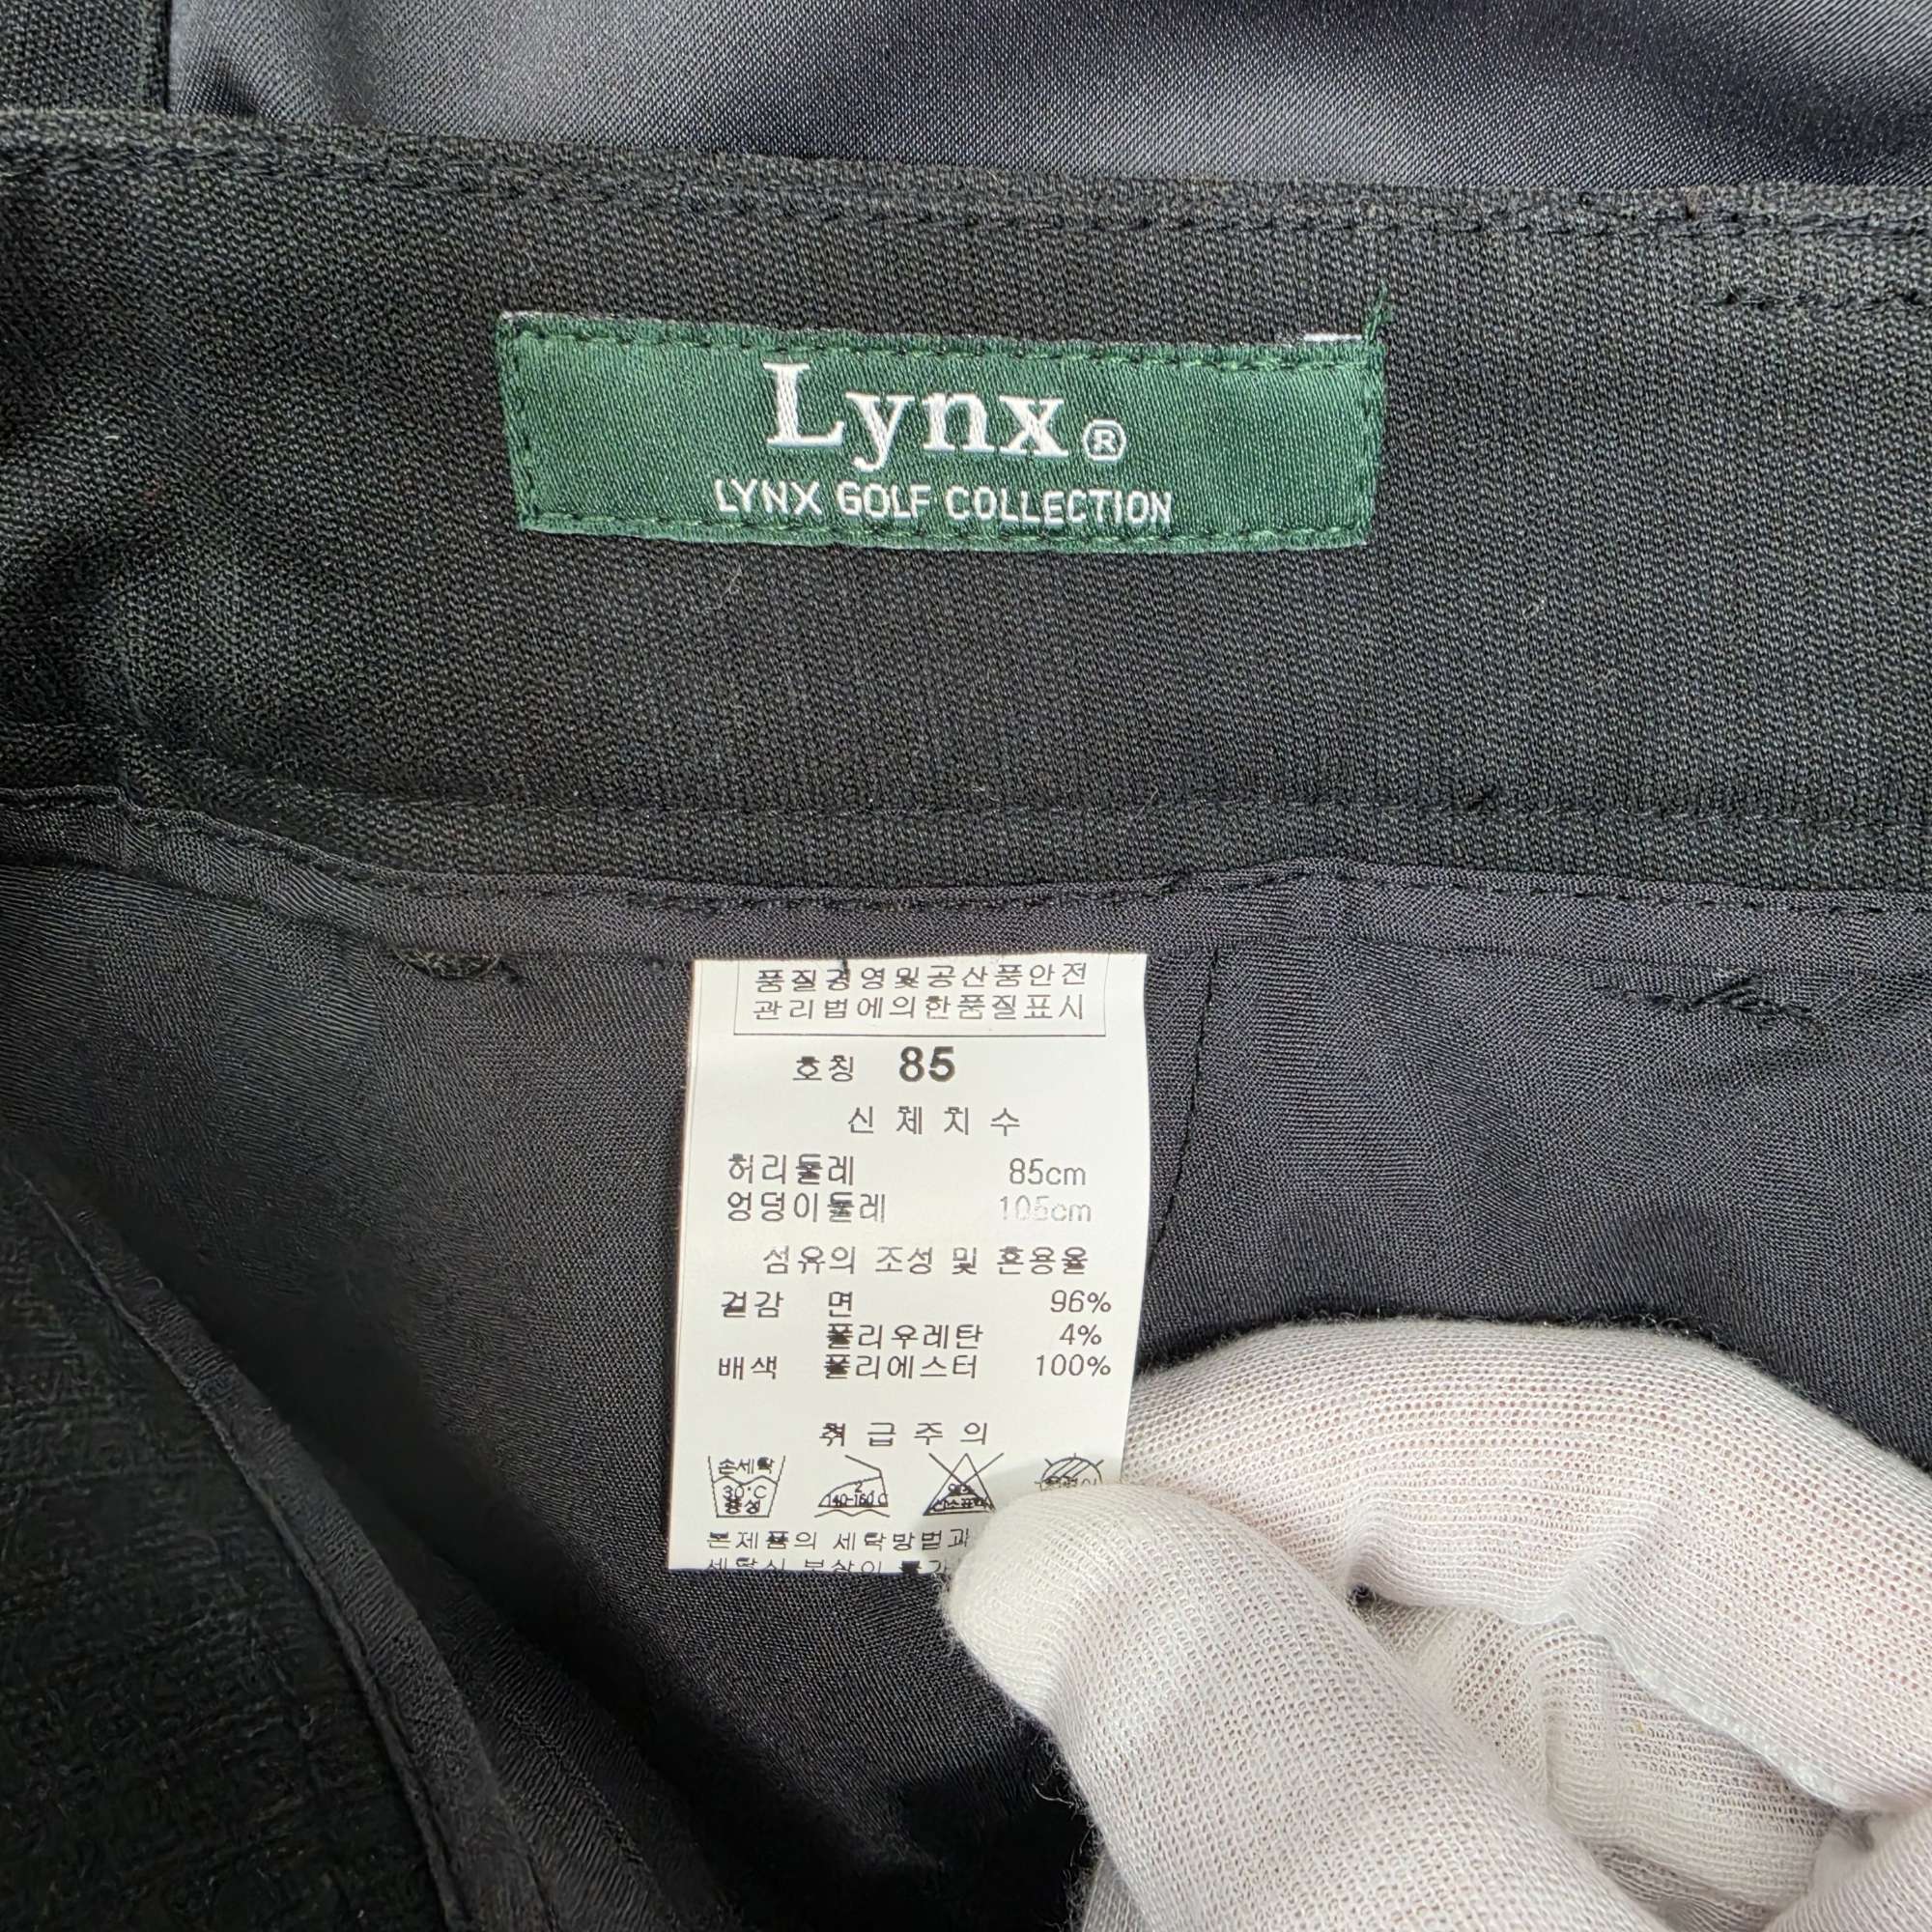 Lynx®
LYNX GOLF COLLECTION
품질경영및공산품안전
관리법에의한품질표시
호칭 85
신체치수
허리둘레 85cm
엉덩이둘레 105cm
섬유의 조성 및 혼용율
겉감 면 96%
폴리우레탄 4%
배색 폴리에스터 100%
취급주의
손세탁
30°C
중성
2
140-160°C
본제품의 세탁방법과